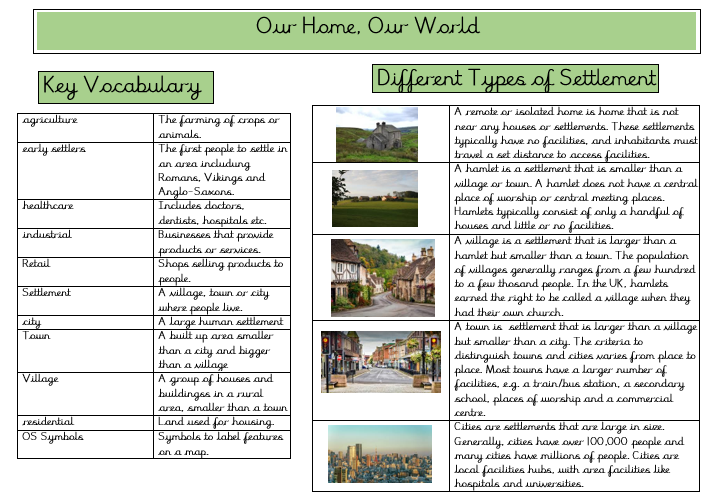 Our Home, Our World
Key Vocabulary
agriculture
The farming of crops or
animals.
early settlers
The first people to settle in
an area including
Romans, Vikings and
Anglo-Saxons.
healthcare
Includes doctors,
dentists, hospitals etc.
industrial
Businesses that provide
products or services.
Retail
Shops selling products to
people.
Settlement
A village, town or city
where people live.
city
A large human settlement
Town
A built up area smaller
than a city and bigger
than a village
Village
A group of houses and
buildingss in a rural
area, smaller than a town
residential
Land used for housing.
OS Symbols
Symbols to label features
on a map.
Different Types of Settlement
A remote or isolated home is home that is not
near any houses or settlements. These settlements
typically have no facilities, and inhabitants must
travel a set distance to access facilities.
A hamlet is a settlement that is smaller than a
village or town. A hamlet does not have a central
place of worship or central meeting places.
Hamlets typically consist of only a handful of
houses and little or no facilities.
A village is a settlement that is larger than a
hamlet but smaller than a town. The population
of villages generally ranges from a few hundred
to a few thousand people. In the UK, hamlets
earned the right to be called a village when they
had their own church.
A town is settlement that is larger than a village
but smaller than a city. The criteria to
distinguish towns and cities varies from place to
place. Most towns have a larger number of
facilities, e.g. a train/bus station, a secondary
school, places of worship and a commercial
centre.
Cities are settlements that are large in size.
Generally, cities have over 100,000 people and
many cities have millions of people. Cities are
local facilities hubs, with area facilities like
hospitals and universities.